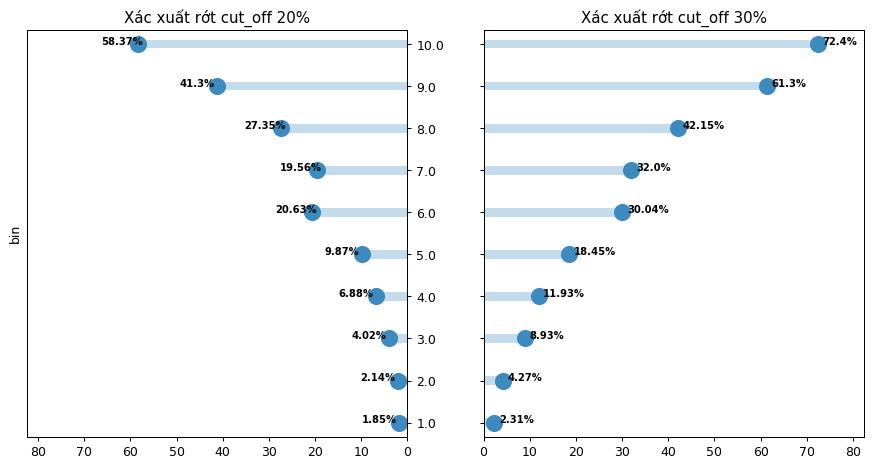 Xác xuất rớt cut_off 20%
Xác xuất rớt cut_off 30%
58.37% 10.0 72.4%
41.3% 9.0 61.3%
27.35% 8.0 42.15%
19.56% 7.0 32.0%
20.63% 6.0 30.04%
bin
9.87% 5.0 18.45%
6.88% 4.0 11.93%
4.02% 3.0 8.93%
2.14% 2.0 4.27%
1.85% 1.0 2.31%
80 70 60 50 40 30 20 10 0
0 10 20 30 40 50 60 70 80